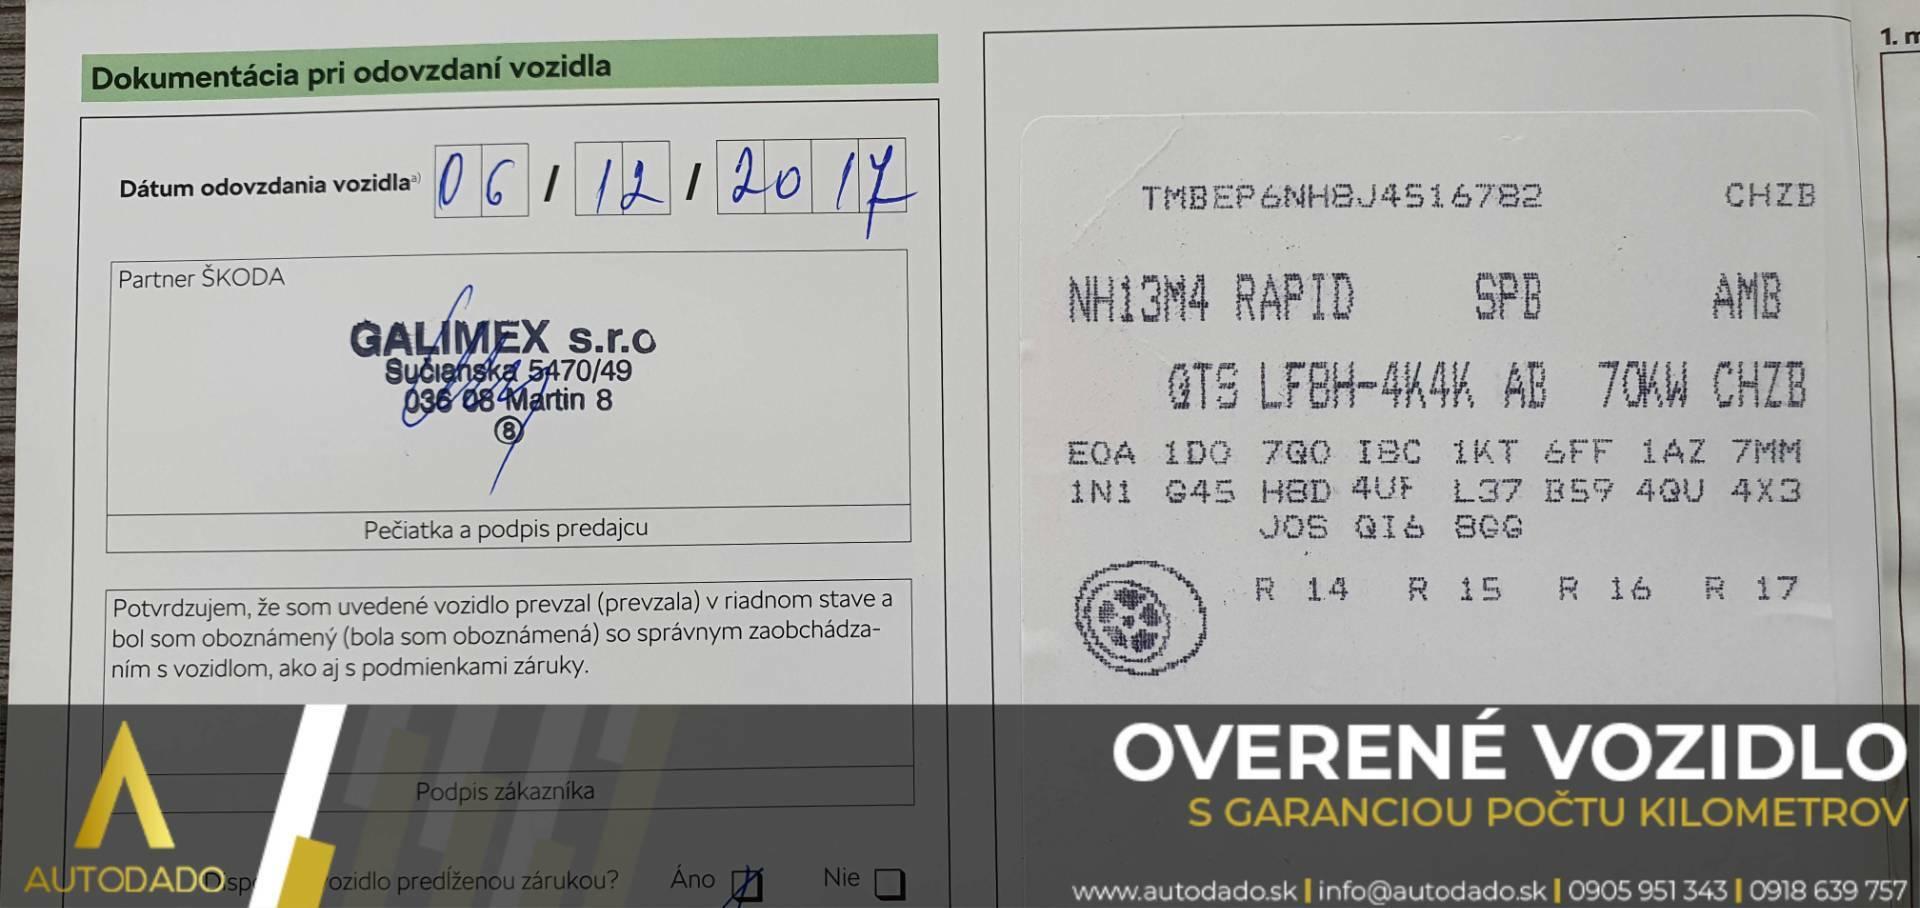 Dokumentácia pri odovzdaní vozidla
Dátum odovzdania vozidla a) 06 / 12 / 2017
Partner ŠKODA
GALIMEX s.r.o
Sučianska 5470/49
036 08 Martin 8
8
Pečiatka a podpis predajcu
Potvrdzujem, že som uvedené vozidlo prevzal (prevzala) v riadnom stave a
bol som oboznámený (bola som oboznámená) so správnym zaobchádza-
ním s vozidlom, ako aj s podmienkami záruky.
Podpis zákazníka
vozidlo predĺženou zárukou? Áno Nie
1.
TMBEP6NH8J4516782 CHZB
NH13M4 RAPID SPB AMB
QTS LF8H-4K4K AB 70KW CHZB
E0A 1D0 7Q0 I8C 1KT 6FF 1AZ 7MM
1N1 G45 H8D 4UF L37 B59 4QU 4X3
J0S QI6 8GG
R 14 R 15 R 16 R 17
AUTODADO
OVERENÉ VOZIDLO
S GARANCIOU POČTU KILOMETROV
www.autodado.sk | info@autodado.sk | 0905 951 343 | 0918 639 757